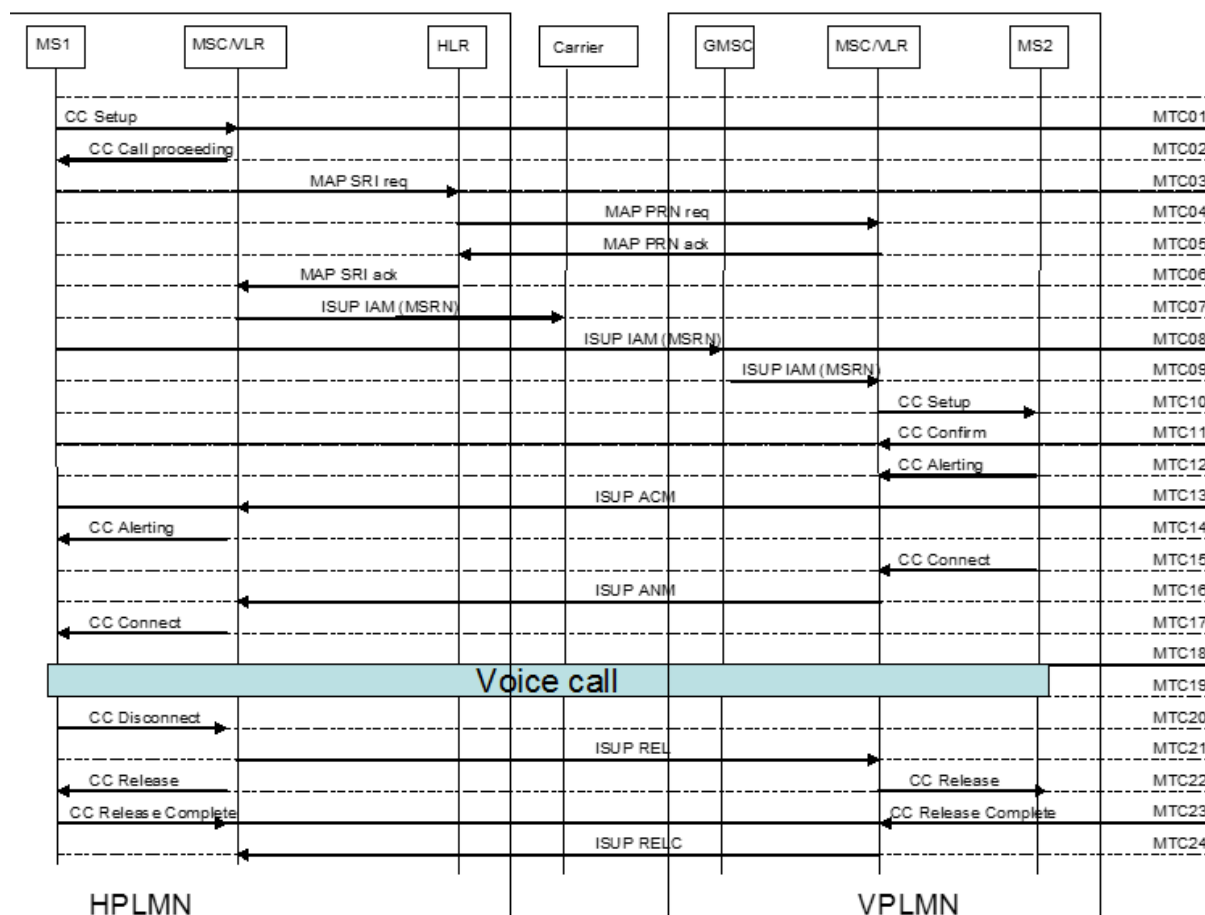 MS1 MSC/VLR HLR Carrier GMSC MSC/VLR MS2
CC Setup MTC01
CC Call proceeding MTC02
MAP SRI req MTC03
MAP PRN req MTC04
MAP PRN ack MTC05
MAP SRI ack MTC06
ISUP IAM (MSRN) MTC07
ISUP IAM (MSRN) MTC08
ISUP IAM (MSRN) MTC09
CC Setup MTC10
CC Confirm MTC11
CC Alerting MTC12
ISUP ACM MTC13
CC Alerting MTC14
CC Connect MTC15
ISUP ANM MTC16
CC Connect MTC17
MTC18
Voice call MTC19
CC Disconnect MTC20
ISUP REL MTC21
CC Release CC Release MTC22
CC Release Complete CC Release Complete MTC23
ISUP RELC MTC24
HPLMN VPLMN